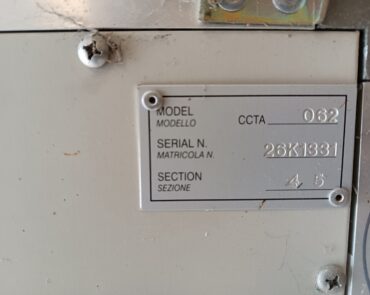 MODEL CCTA 062
MODELLO
SERIAL N. 26K1331
MATRICOLA N.
SECTION 4 5
SEZIONE